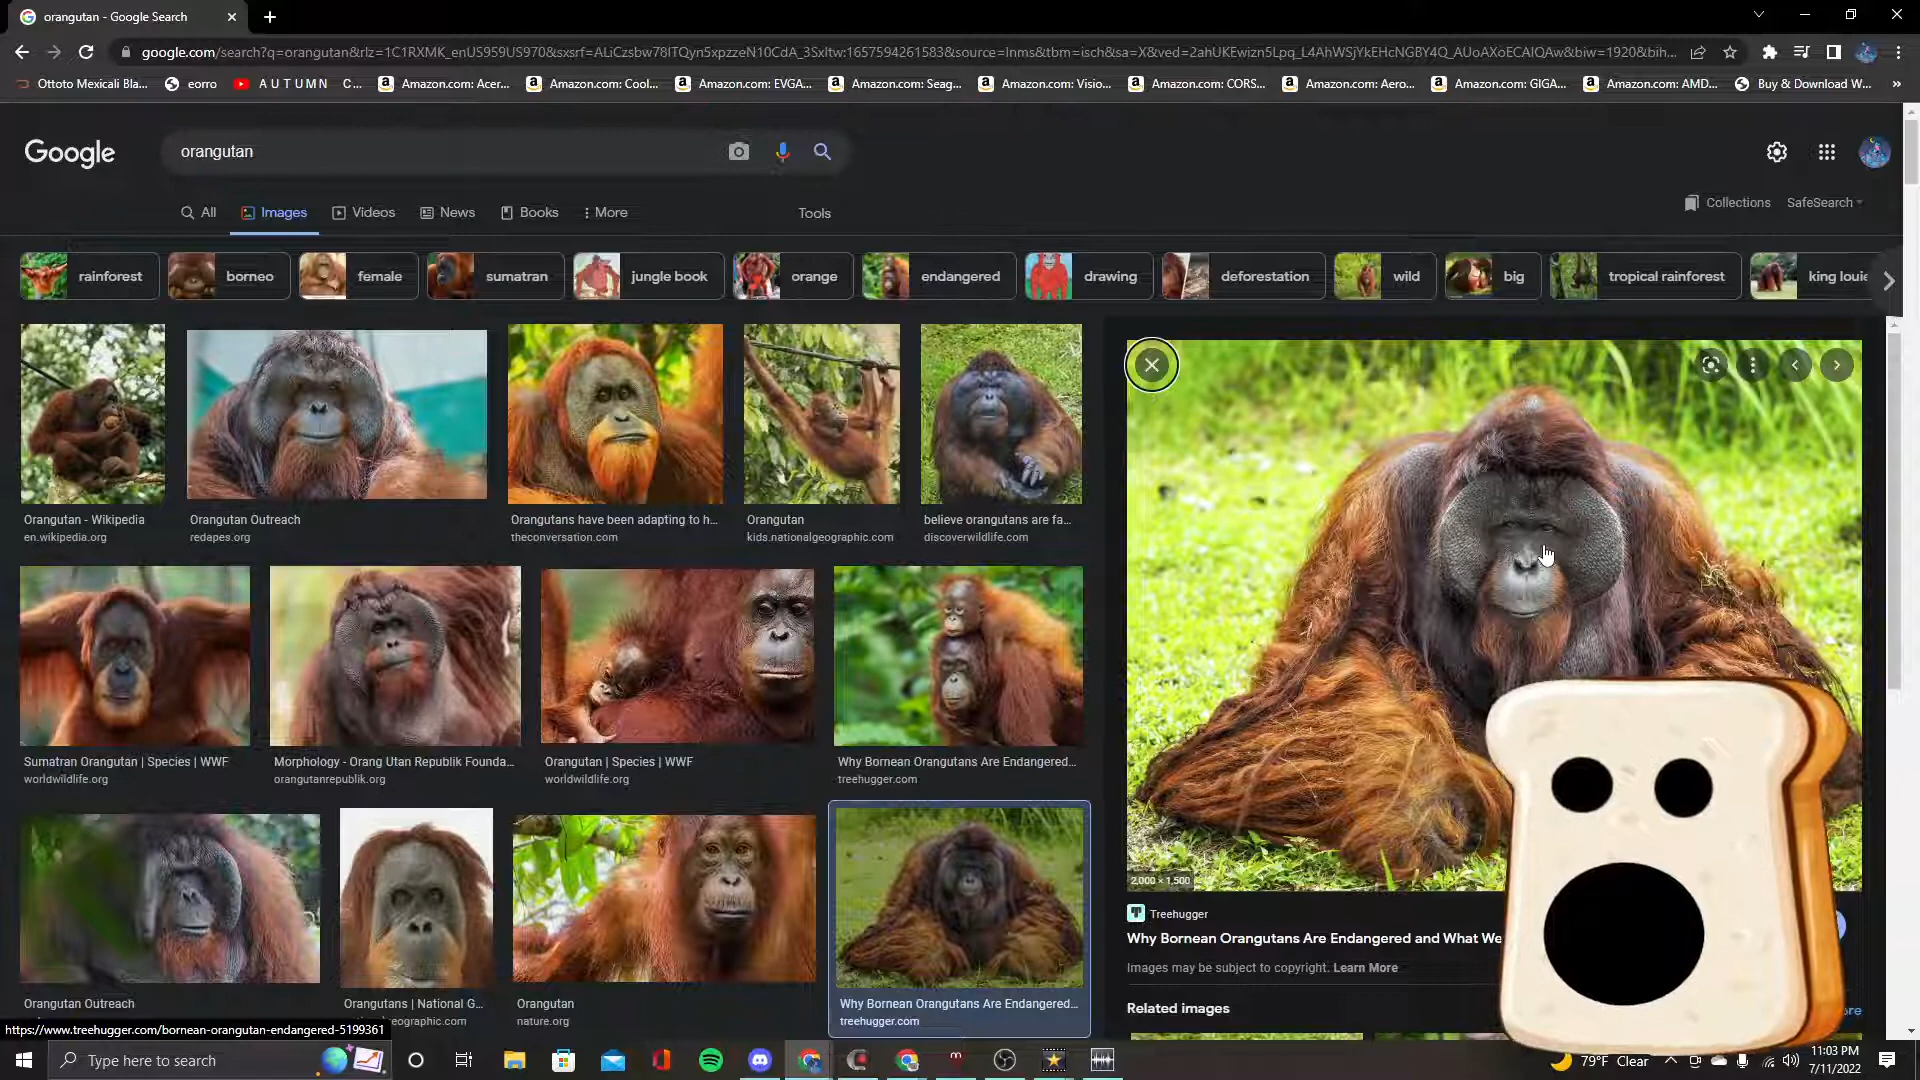 orangutan - Google Search
google.com/search?q=orangutan&rlz=1C1RXMK_enUS959US970&sxsrf=ALiCzsbw78ITQyn5xpzzeN10CdA_3SxItw:1657594261583&source=lnms&tbm=isch&sa=X&ved=2ahUKEwizn5Lpq_L4AhWSjYkEHcNGBY4Q_AUoAXoECAIQAw&biw=1920&bih...
Ottoto Mexicali Bla... eorro A U T U M N C... Amazon.com: Acer... Amazon.com: Cool... Amazon.com: EVGA... Amazon.com: Seag... Amazon.com: Visio... Amazon.com: CORS... Amazon.com: Aero... Amazon.com: GIGA... Amazon.com: AMD... Buy & Download W... »
Google orangutan
All Images Videos News Books More Tools
Collections SafeSearch
rainforest borneo female sumatran jungle book orange endangered drawing deforestation wild big tropical rainforest king louie
Orangutan - Wikipedia
en.wikipedia.org
Orangutan Outreach
redapes.org
Orangutans have been adapting to h...
theconversation.com
Orangutan
kids.nationalgeographic.com
believe orangutans are fa...
discoverwildlife.com
Sumatran Orangutan | Species | WWF
worldwildlife.org
Morphology - Orang Utan Republik Founda...
orangutanrepublik.org
Orangutan | Species | WWF
worldwildlife.org
Why Bornean Orangutans Are Endangered...
treehugger.com
Orangutan Outreach
Orangutans | National G...
geographic.com
Orangutan
nature.org
Why Bornean Orangutans Are Endangered...
treehugger.com
2,000 × 1,500
Treehugger
Why Bornean Orangutans Are Endangered and What We
Images may be subject to copyright. Learn More
Related images
ore
https://www.treehugger.com/bornean-orangutan-endangered-5199361
Type here to search
79°F Clear
11:03 PM
7/11/2022